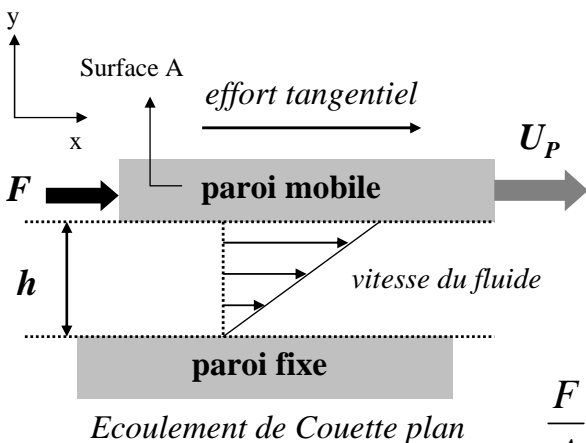 y
x
Surface A
effort tangentiel
U_P
F
paroi mobile
h
vitesse du fluide
paroi fixe
F
Ecoulement de Couette plan